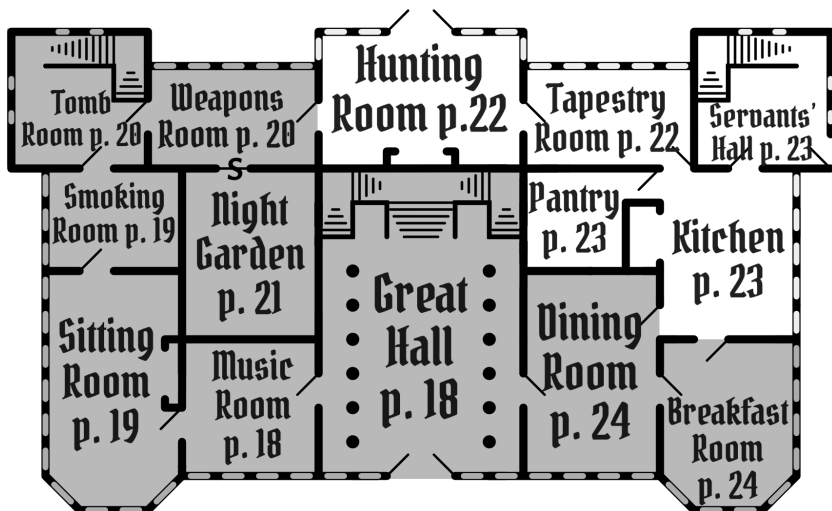 Tomb
Room p. 20
Weapons
Room p. 20
Hunting
Room p.22
Tapestry
Room p. 22
Servants'
Hall p. 23
S
Smoking
Room p. 19
Night
Garden
p. 21
Pantry
p. 23
Kitchen
p. 23
Sitting
Room
p. 19
Music
Room
p. 18
Great
Hall
p. 18
Dining
Room
p. 24
Breakfast
Room
p. 24